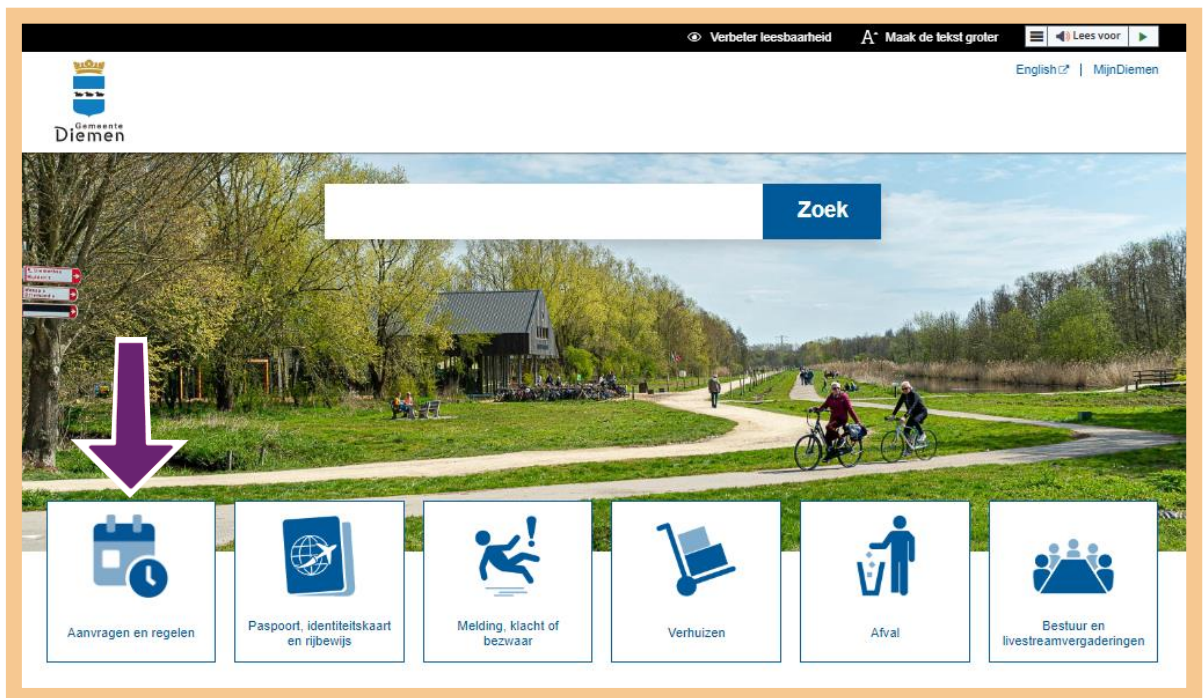 Verbeter leesbaarheid A⁺ Maak de tekst groter Lees voor
English | MijnDiemen
Gemeente
Diemen
Zoek
Aanvragen en regelen
Paspoort, identiteitskaart
en rijbewijs
Melding, klacht of
bezwaar
Verhuizen
Afval
Bestuur en
livestreamvergaderingen